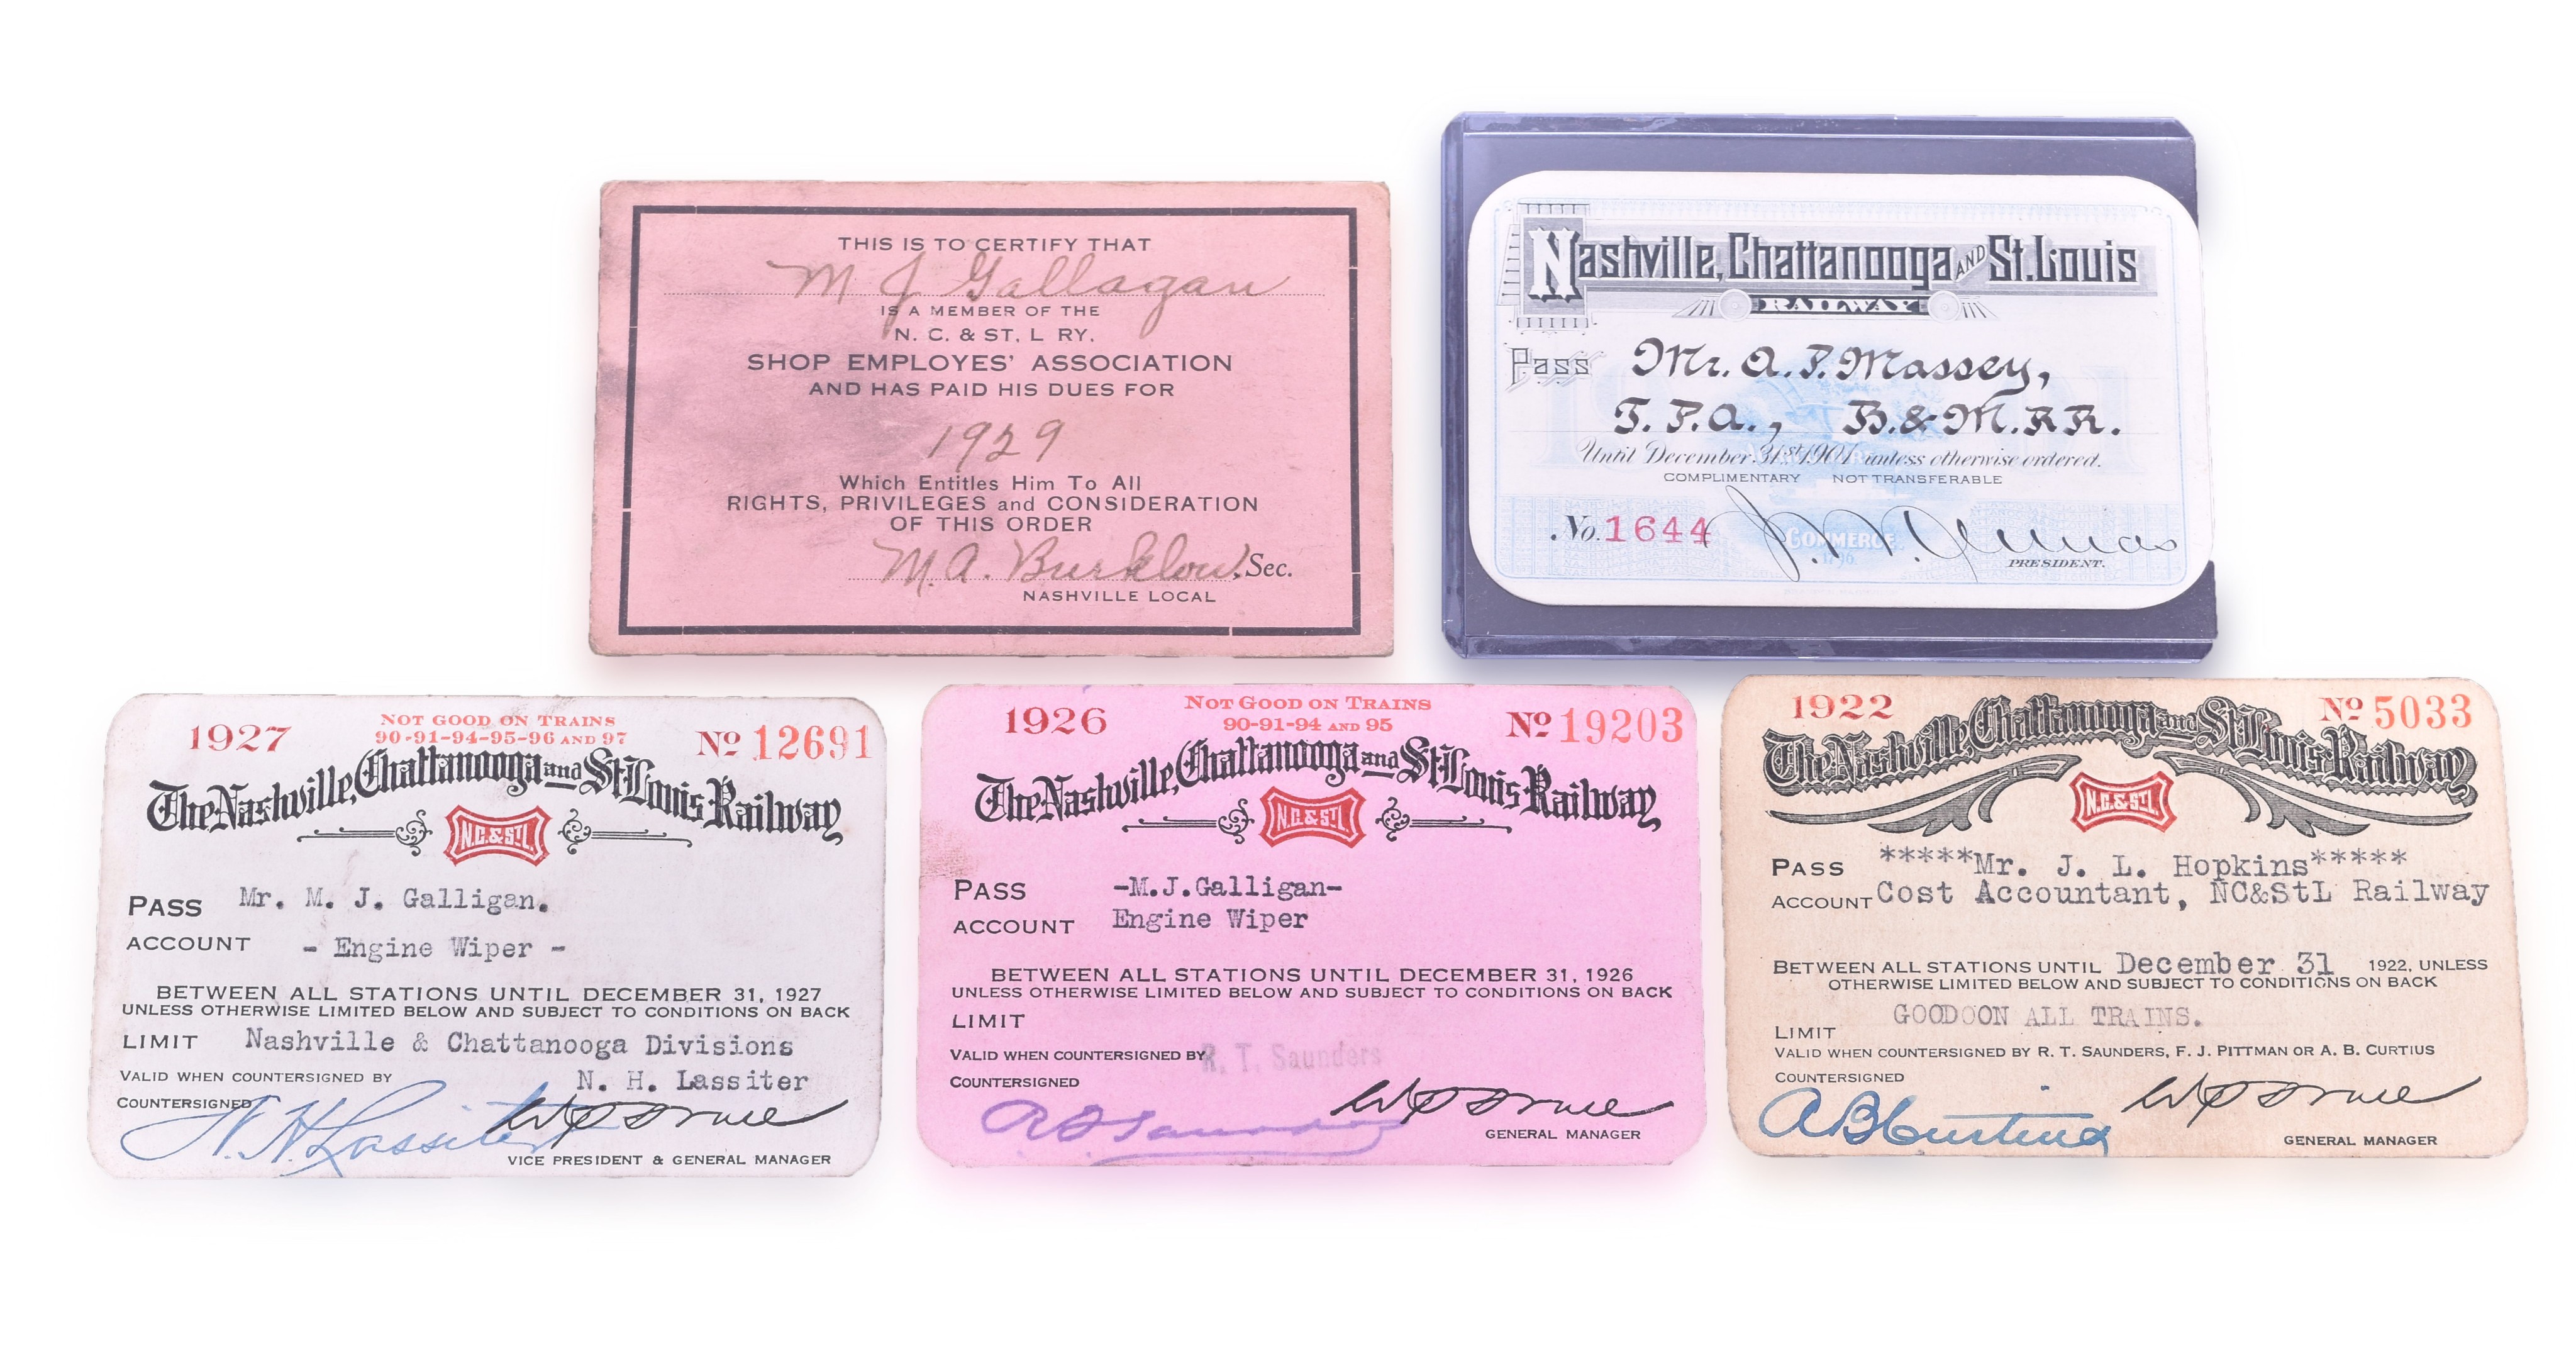 THIS IS TO CERTIFY THAT
M J Gallagan
IS A MEMBER OF THE
N. C. & ST. L RY.
SHOP EMPLOYES' ASSOCIATION
AND HAS PAID HIS DUES FOR
1929
Which Entitles Him To All
RIGHTS, PRIVILEGES and CONSIDERATION
OF THIS ORDER
M. A. Burklow, Sec.
NASHVILLE LOCAL
Nashville, Chattanooga AND St. Louis
RAILWAY
Pass Mr. A. P. Massey,
T. P. A., B. & M. R R.
Until December 31st 1901 unless otherwise ordered.
COMPLIMENTARY NOT TRANSFERABLE
No. 1644
COMMERCE
1796
PRESIDENT.
1927 NOT GOOD ON TRAINS
90-91-94-95-96 AND 97 No 12691
The Nashville, Chattanooga and St. Louis Railway
N.C. & St.L.
PASS Mr. M. J. Galligan.
ACCOUNT - Engine Wiper -
BETWEEN ALL STATIONS UNTIL DECEMBER 31, 1927
UNLESS OTHERWISE LIMITED BELOW AND SUBJECT TO CONDITIONS ON BACK
LIMIT Nashville & Chattanooga Divisions
VALID WHEN COUNTERSIGNED BY N. H. Lassiter
COUNTERSIGNED N. H. Lassiter
VICE PRESIDENT & GENERAL MANAGER
1926 NOT GOOD ON TRAINS
90-91-94 AND 95 No 19203
The Nashville, Chattanooga and St. Louis Railway
N.C. & St.L.
PASS -M.J.Galligan-
ACCOUNT Engine Wiper
BETWEEN ALL STATIONS UNTIL DECEMBER 31, 1926
UNLESS OTHERWISE LIMITED BELOW AND SUBJECT TO CONDITIONS ON BACK
LIMIT
VALID WHEN COUNTERSIGNED BY R. T. Saunders
COUNTERSIGNED
R T Saunders
GENERAL MANAGER
1922 No 5033
The Nashville, Chattanooga and St. Louis Railway
N.C. & St.L.
PASS *****Mr. J. L. Hopkins*****
ACCOUNT Cost Accountant, NC&StL Railway
BETWEEN ALL STATIONS UNTIL December 31 1922, UNLESS
OTHERWISE LIMITED BELOW AND SUBJECT TO CONDITIONS ON BACK
GOODOON ALL TRAINS.
LIMIT
VALID WHEN COUNTERSIGNED BY R. T. SAUNDERS, F. J. PITTMAN OR A. B. CURTIUS
COUNTERSIGNED
A B Curtius
GENERAL MANAGER